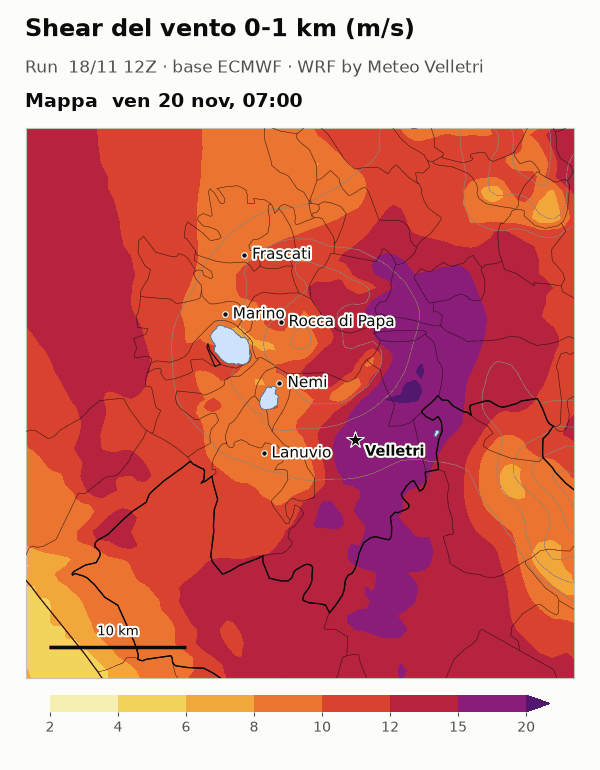 Shear del vento 0-1 km (m/s)
Run  18/11 12Z · base ECMWF · WRF by Meteo Velletri
Mappa  ven 20 nov, 07:00
Frascati
Marino
Rocca di Papa
Nemi
Velletri
Lanuvio
10 km
2 4 6 8 10 12 15 20